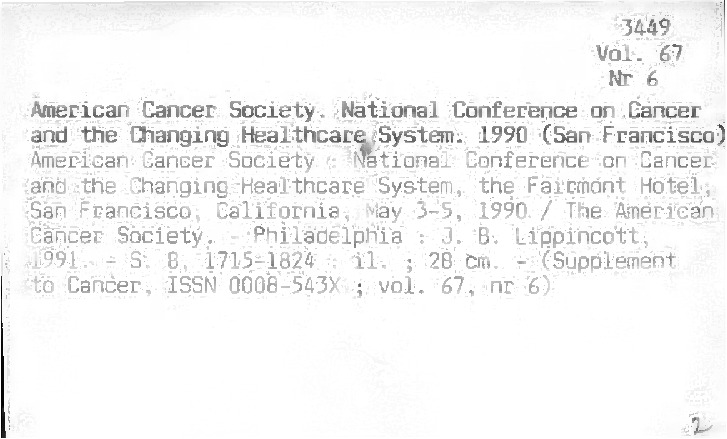 3449
Vol. 67
Nr 6
American Cancer Society. National Conference on Cancer
and the Changing Healthcare System. 1990 (San Francisco)
American Cancer Society : National Conference on Cancer
and the Changing Healthcare System, the Fairmont Hotel,
San Francisco, California, May 3-5, 1990 / The American
Cancer Society. - Philadelphia : J. B. Lippincott,
1991. - S. 8, 1715-1824 : il. ; 28 cm. - (Supplement
to Cancer, ISSN 0008-543X ; vol. 67, nr 6)
2